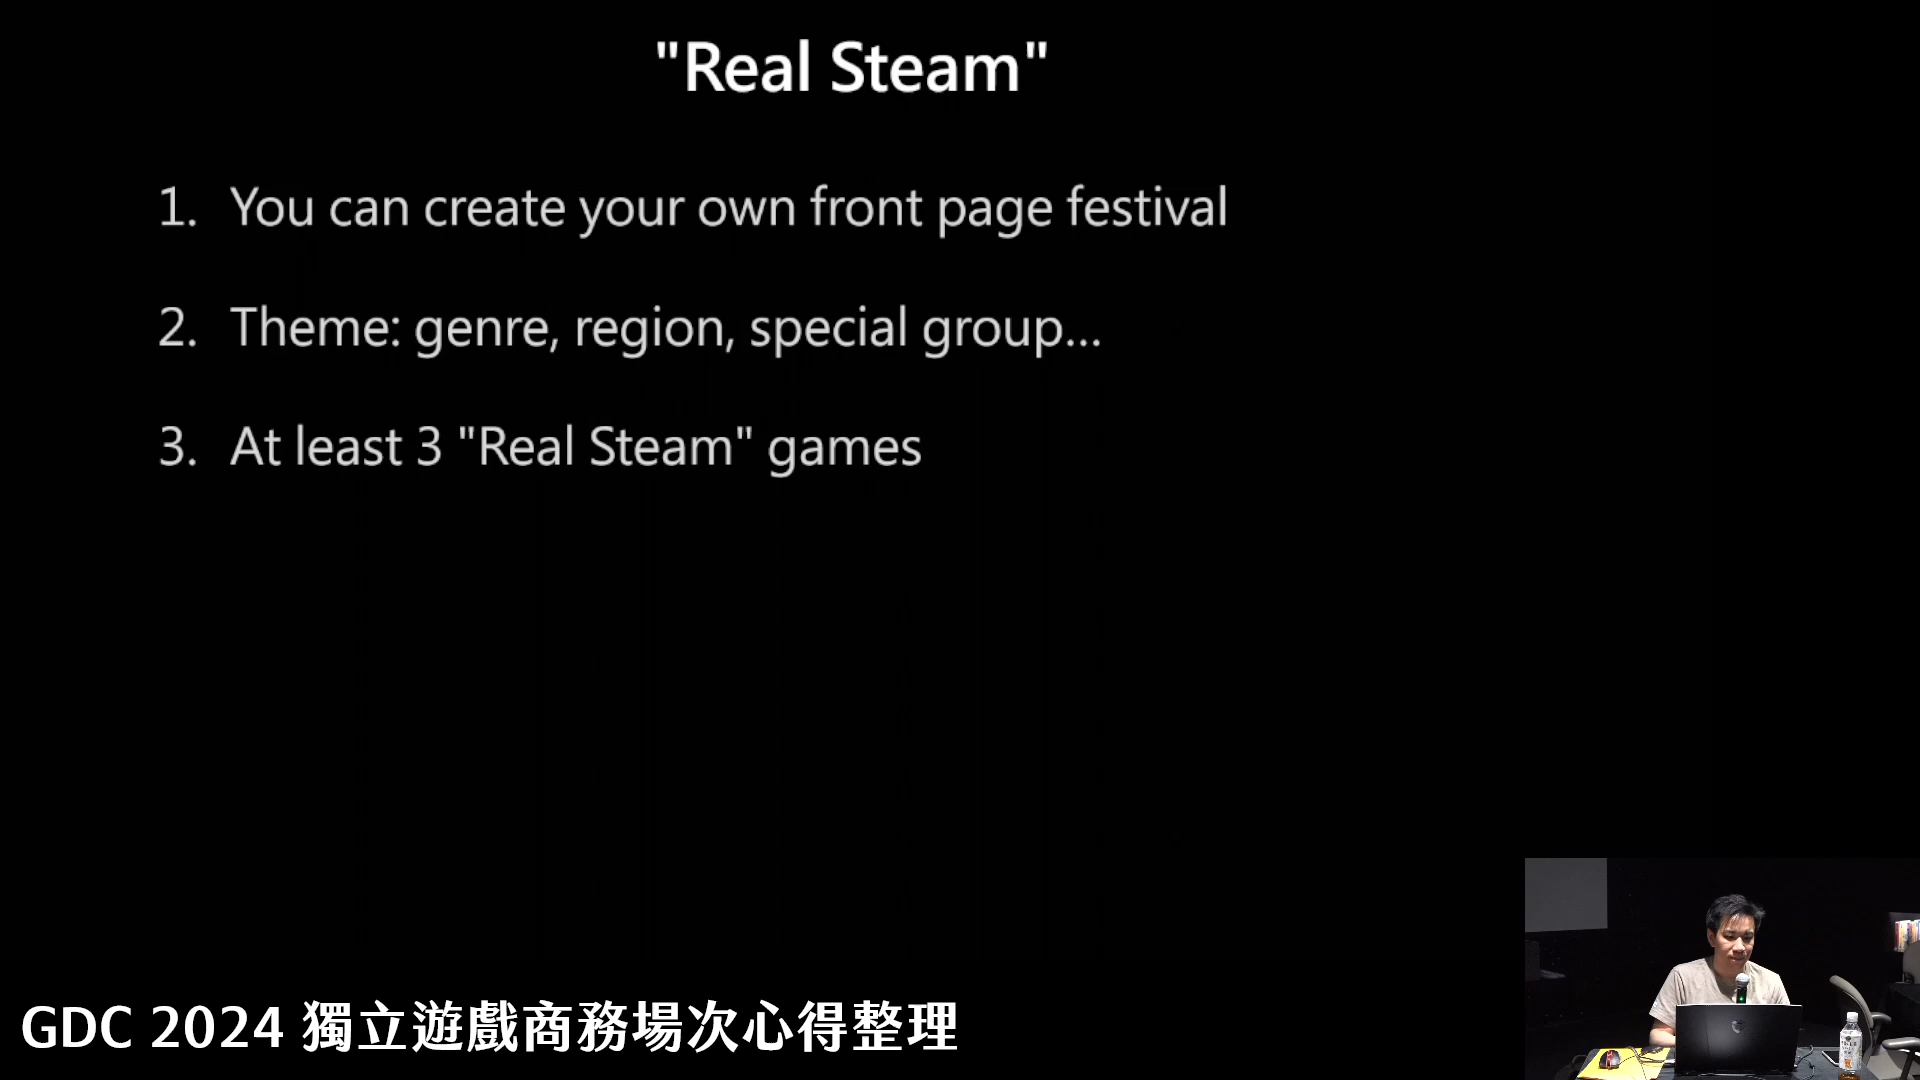 "Real Steam"
1. You can create your own front page festival
2. Theme: genre, region, special group...
3. At least 3 "Real Steam" games
GDC 2024 獨立遊戲商務場次心得整理